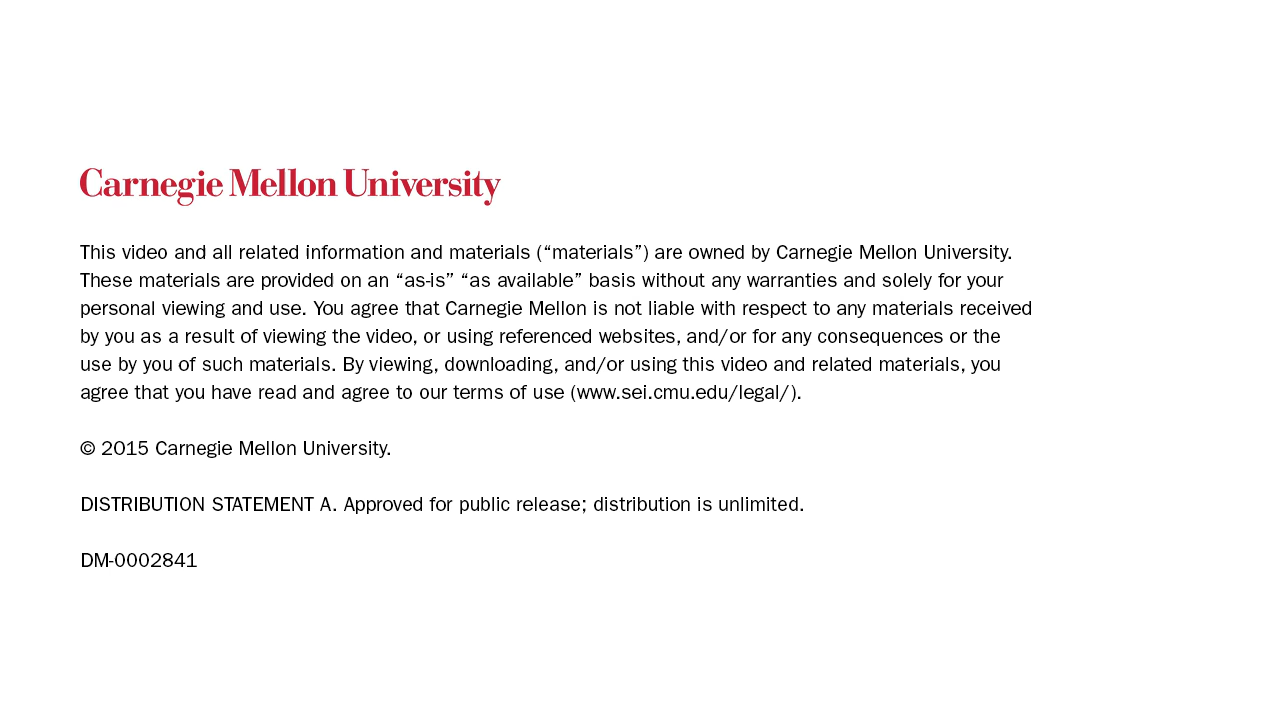 Carnegie Mellon University
This video and all related information and materials (“materials”) are owned by Carnegie Mellon University.
These materials are provided on an “as-is” “as available” basis without any warranties and solely for your
personal viewing and use. You agree that Carnegie Mellon is not liable with respect to any materials received
by you as a result of viewing the video, or using referenced websites, and/or for any consequences or the
use by you of such materials. By viewing, downloading, and/or using this video and related materials, you
agree that you have read and agree to our terms of use (www.sei.cmu.edu/legal/).
© 2015 Carnegie Mellon University.
DISTRIBUTION STATEMENT A. Approved for public release; distribution is unlimited.
DM-0002841